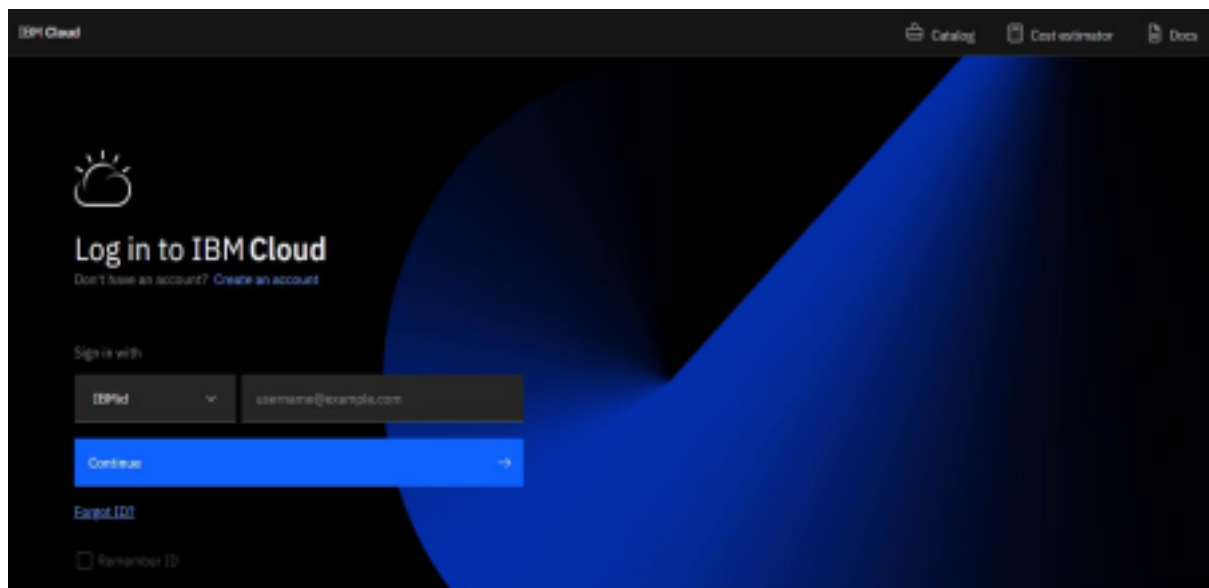 IBM Cloud
Catalog
Cost estimator
Docs
Log in to IBM Cloud
Don't have an account? Create an account
Sign in with
IBMid
username@example.com
Continue
Forgot ID?
Remember ID